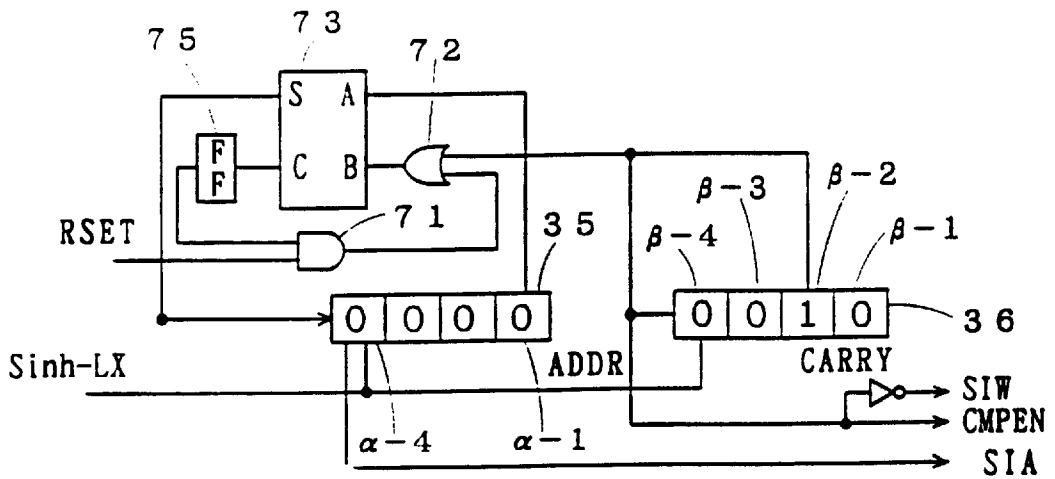 7 5
7 3
7 2
S A
F
F
C B
β-3
β-2
7 1
3 5
β-4
β-1
RSET
0 0 0 0
0 0 1 0
3 6
Sinh-LX
ADDR
CARRY
SIW
CMPEN
α-4
α-1
SIA